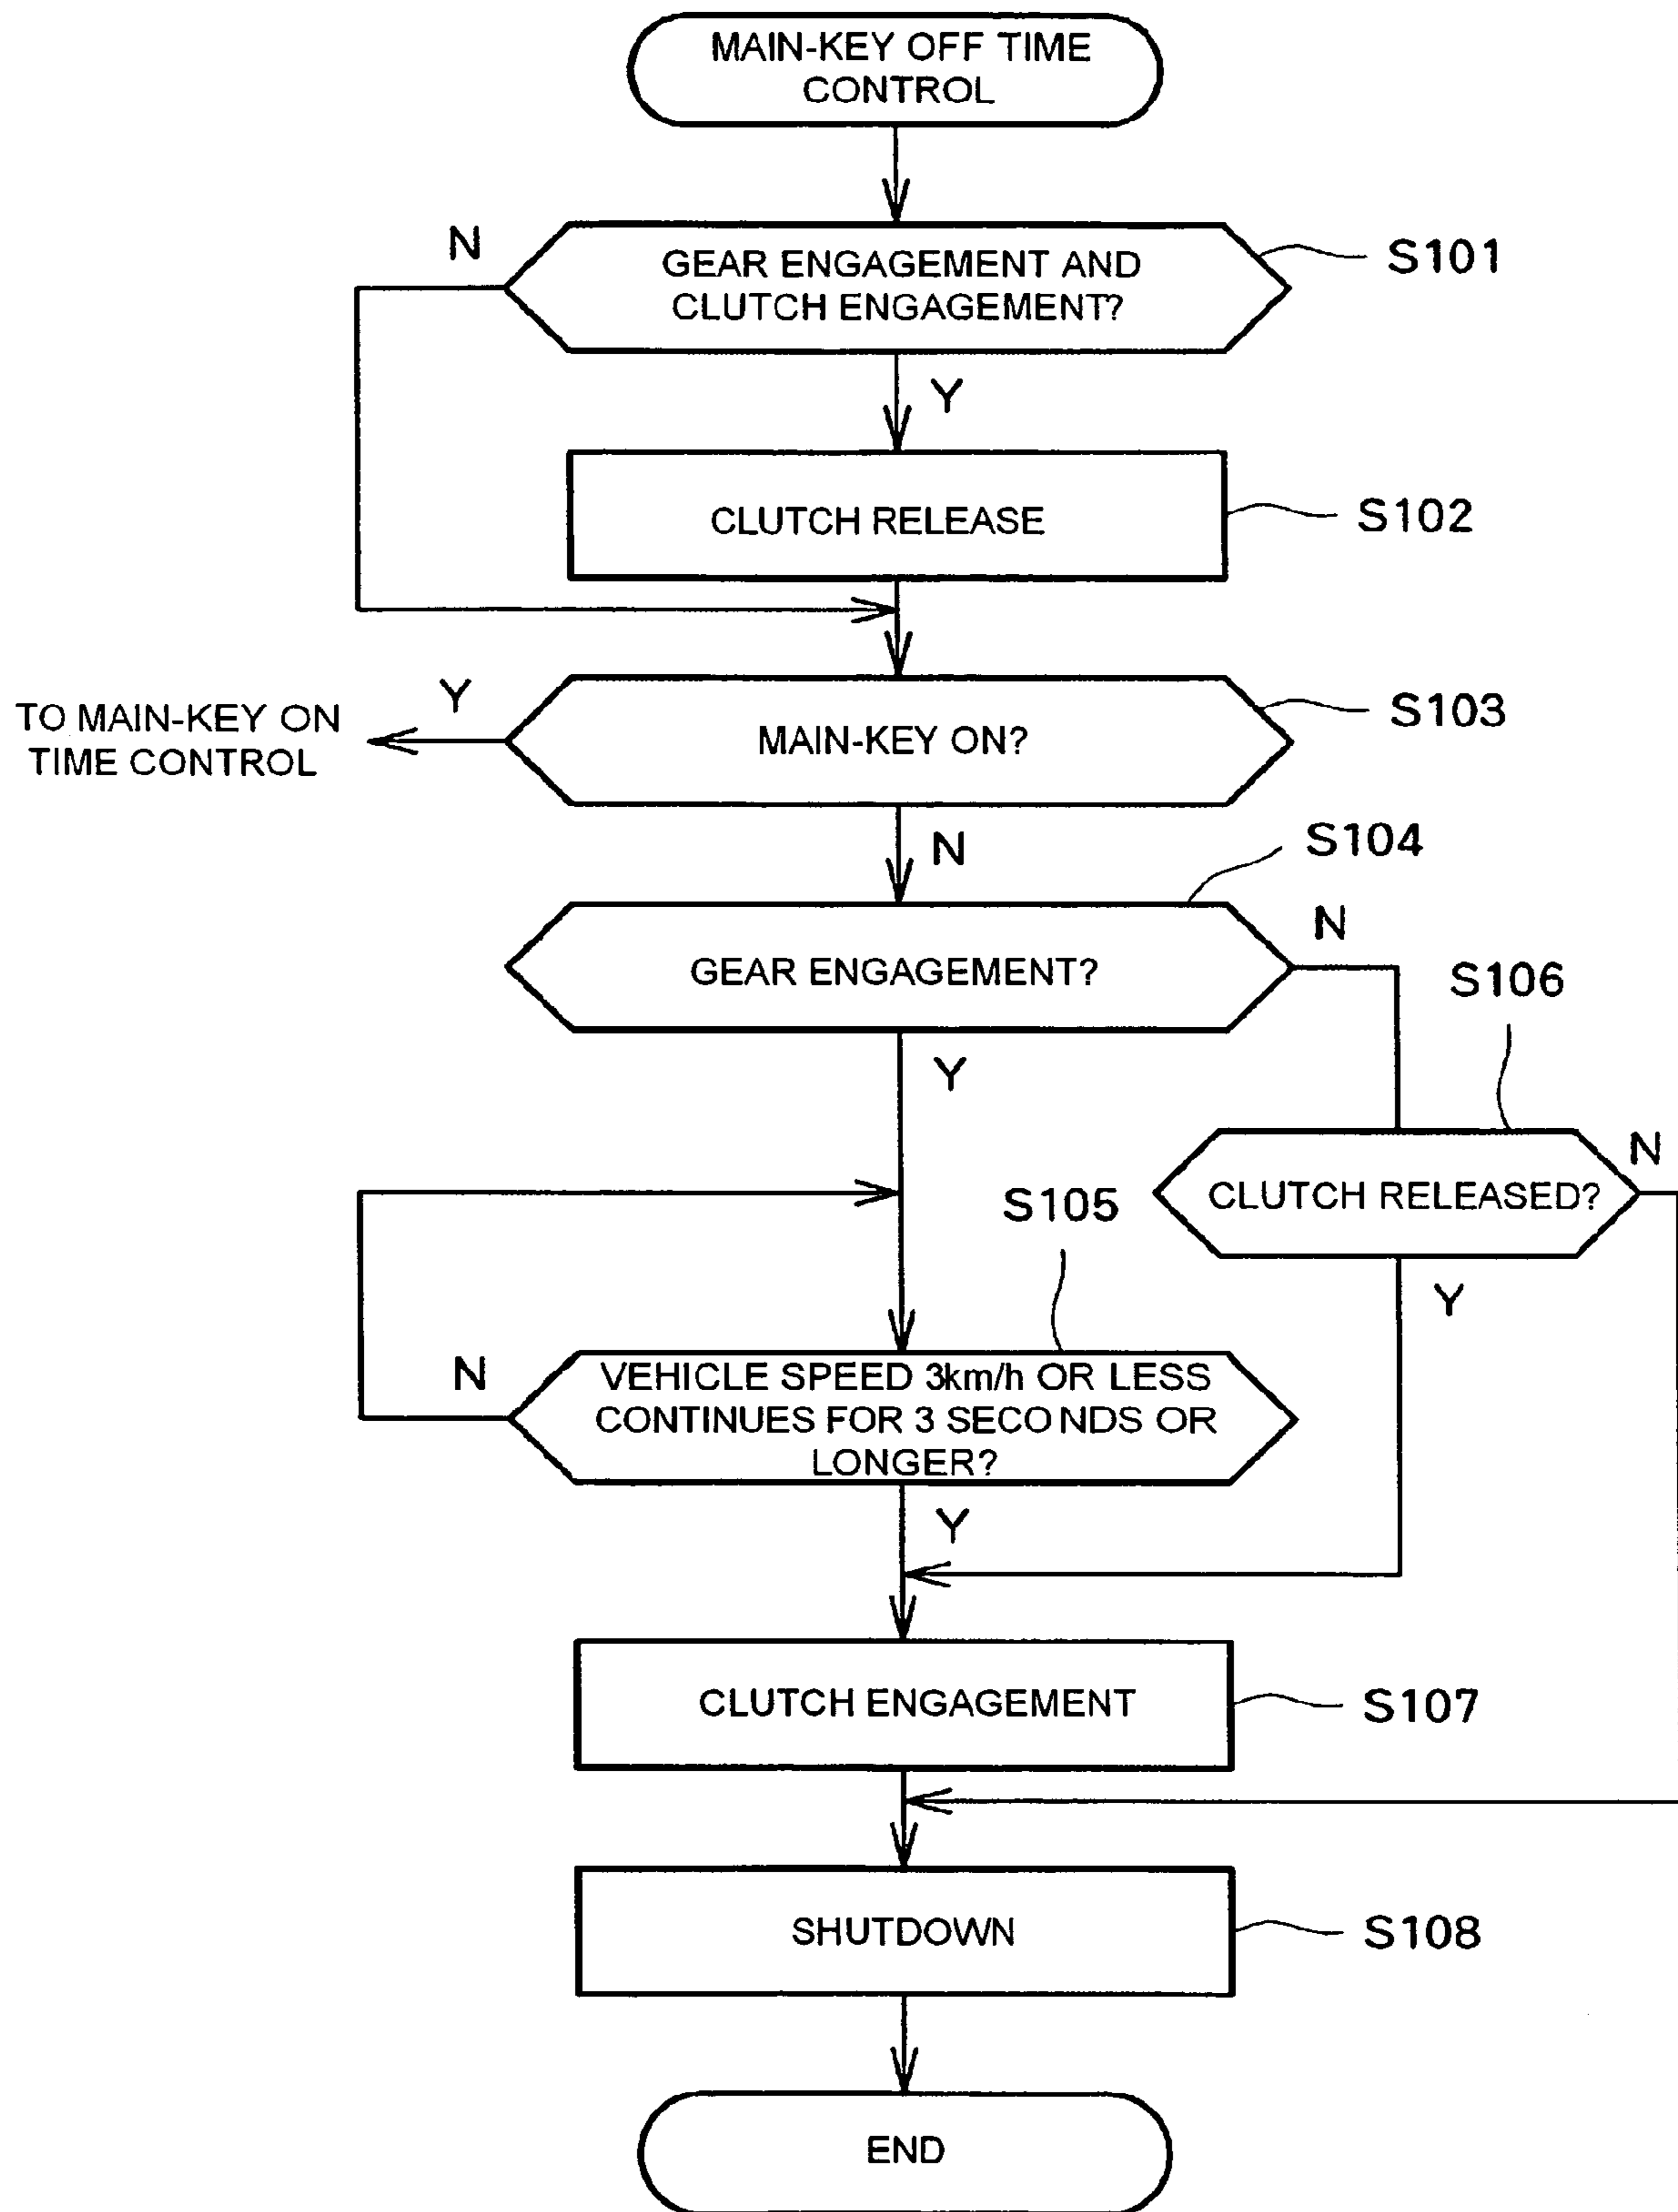 MAIN-KEY OFF TIME
CONTROL
N
GEAR ENGAGEMENT AND
CLUTCH ENGAGEMENT?
S101
Y
CLUTCH RELEASE
S102
Y
TO MAIN-KEY ON
TIME CONTROL
MAIN-KEY ON?
S103
N
S104
GEAR ENGAGEMENT?
N
S106
Y
CLUTCH RELEASED?
N
S105
Y
N
VEHICLE SPEED 3km/h OR LESS
CONTINUES FOR 3 SECONDS OR
LONGER?
Y
CLUTCH ENGAGEMENT
S107
SHUTDOWN
S108
END